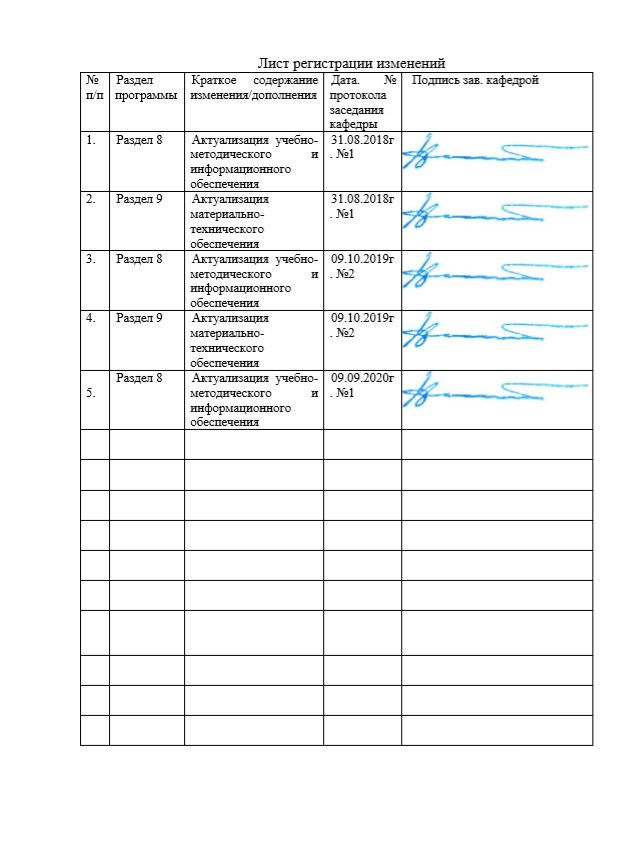 Лист регистрации изменений
№ Раздел Краткое содержание Дата. № Подпись зав. кафедрой
п/п программы изменения/дополнения протокола
заседания
кафедры
1. Раздел 8 Актуализация учебно- 31.08.2018г
методического и . №1
информационного
обеспечения
2. Раздел 9 Актуализация 31.08.2018г
материально- . №1
технического
обеспечения
3. Раздел 8 Актуализация учебно- 09.10.2019г
методического и . №2
информационного
обеспечения
4. Раздел 9 Актуализация 09.10.2019г
материально- . №2
технического
обеспечения
Раздел 8 Актуализация учебно- 09.09.2020г
5. методического и . №1
информационного
обеспечения